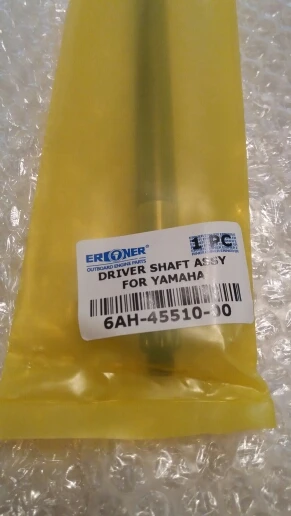 ERONER®
1 PC
OUTBOARD ENGINE PARTS
DRIVER SHAFT ASSY
FOR YAMAHA
6AH-45510-00